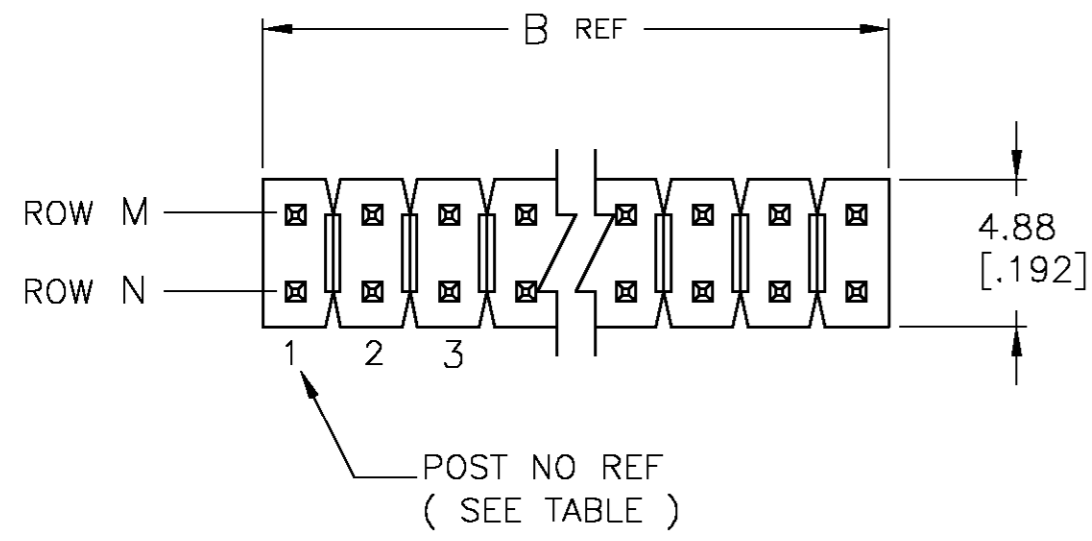 B REF
ROW M
ROW N
4.88
[.192]
1 2 3
POST NO REF
( SEE TABLE )